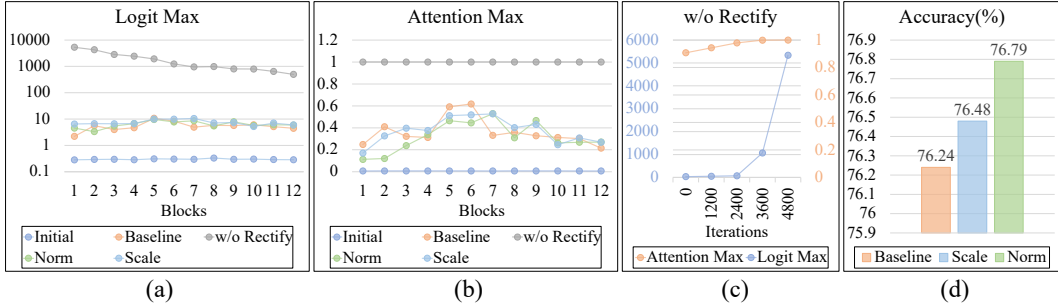 Logit Max
10000
1000
100
10
1
0.1
1 2 3 4 5 6 7 8 9 10 11 12
Blocks
Initial Baseline w/o Rectify
Norm Scale
(a)
Attention Max
1.2
1
0.8
0.6
0.4
0.2
0
1 2 3 4 5 6 7 8 9 10 11 12
Blocks
Initial Baseline w/o Rectify
Norm Scale
(b)
w/o Rectify
6000 1
5000 0.8
4000 0.6
3000
2000 0.4
1000 0.2
0 0
0 1200 2400 3600 4800
Iterations
Attention Max Logit Max
(c)
Accuracy(%)
76.9
76.8
76.7
76.6
76.5
76.4
76.3
76.2
76.1
76
75.9
76.24
76.48
76.79
Baseline Scale Norm
(d)